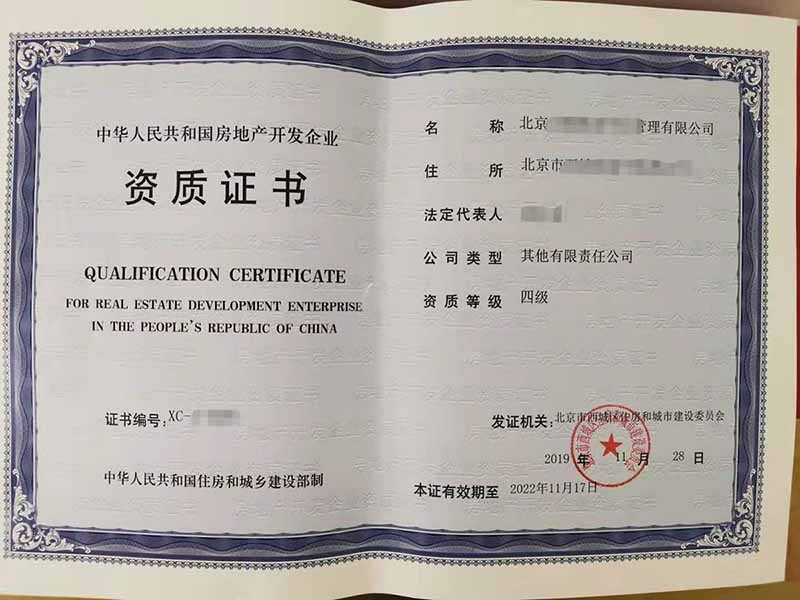 中华人民共和国房地产开发企业
资质证书
QUALIFICATION CERTIFICATE
FOR REAL ESTATE DEVELOPMENT ENTERPRISE
IN THE PEOPLE'S REPUBLIC OF CHINA
证书编号: XC-
中华人民共和国住房和城乡建设部制
名称 北京 管理有限公司
住所 北京市
法定代表人
公司类型 其他有限责任公司
资质等级 四级
发证机关: 北京市西城区住房和城市建设委员会
2019 年 11 月 28 日
本证有效期至 2022年11月17日